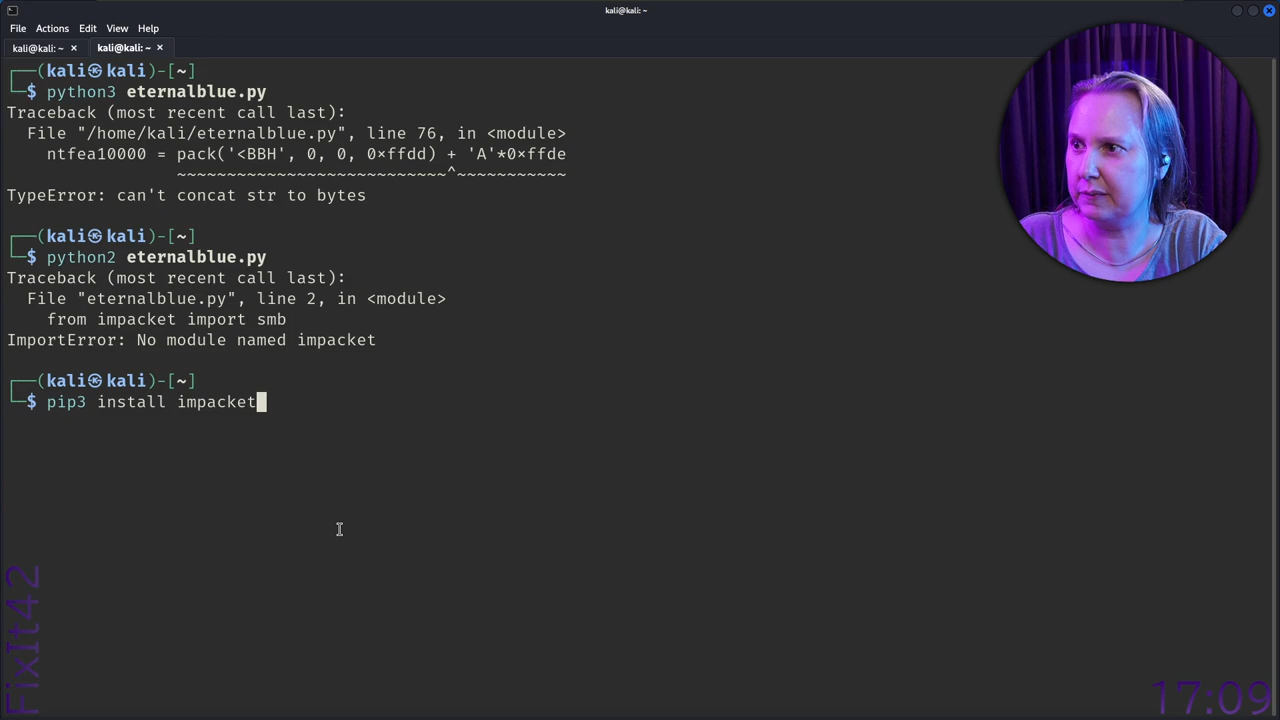 kali@kali: ~
File Actions Edit View Help
kali@kali: ~ × kali@kali: ~ ×
┌──(kali㉿kali)-[~]
└─$ python3 eternalblue.py
Traceback (most recent call last):
  File "/home/kali/eternalblue.py", line 76, in <module>
    ntfea10000 = pack('<BBH', 0, 0, 0×ffdd) + 'A'*0×ffde
                 ~~~~~~~~~~~~~~~~~~~~~~~~~~~^~~~~~~~~~~~
TypeError: can't concat str to bytes
┌──(kali㉿kali)-[~]
└─$ python2 eternalblue.py
Traceback (most recent call last):
  File "eternalblue.py", line 2, in <module>
    from impacket import smb
ImportError: No module named impacket
┌──(kali㉿kali)-[~]
└─$ pip3 install impacket
FixIt42
17:09